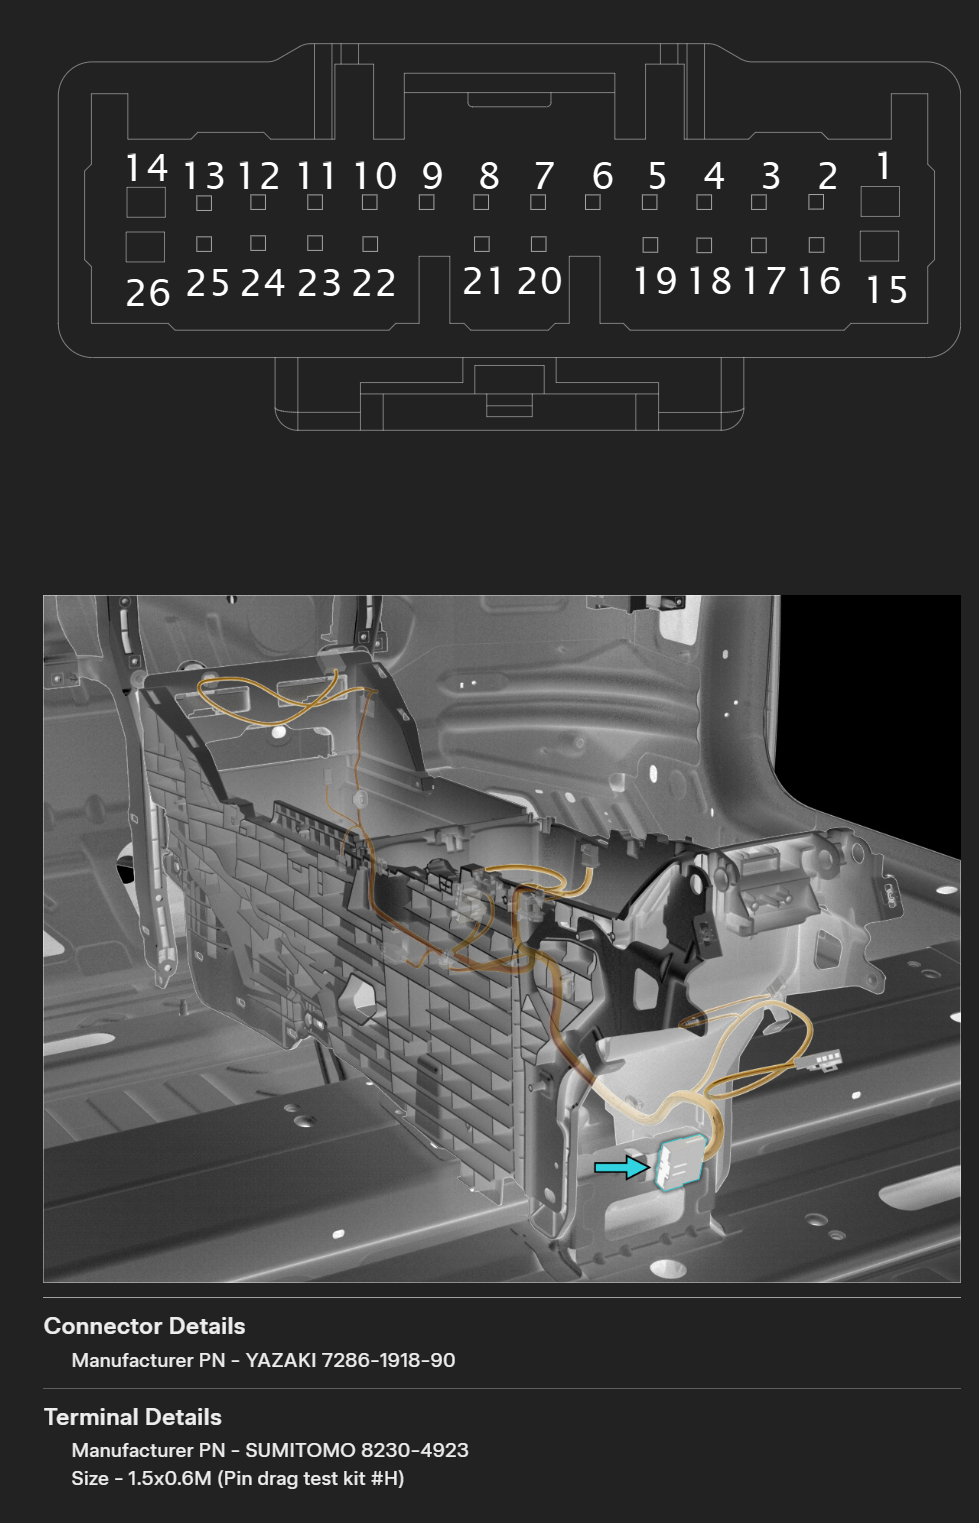 14 13 12 11 10 9 8 7 6 5 4 3 2 1
26 25 24 23 22 21 20 19 18 17 16 15
Connector Details
Manufacturer PN - YAZAKI 7286-1918-90
Terminal Details
Manufacturer PN - SUMITOMO 8230-4923
Size - 1.5x0.6M (Pin drag test kit #H)